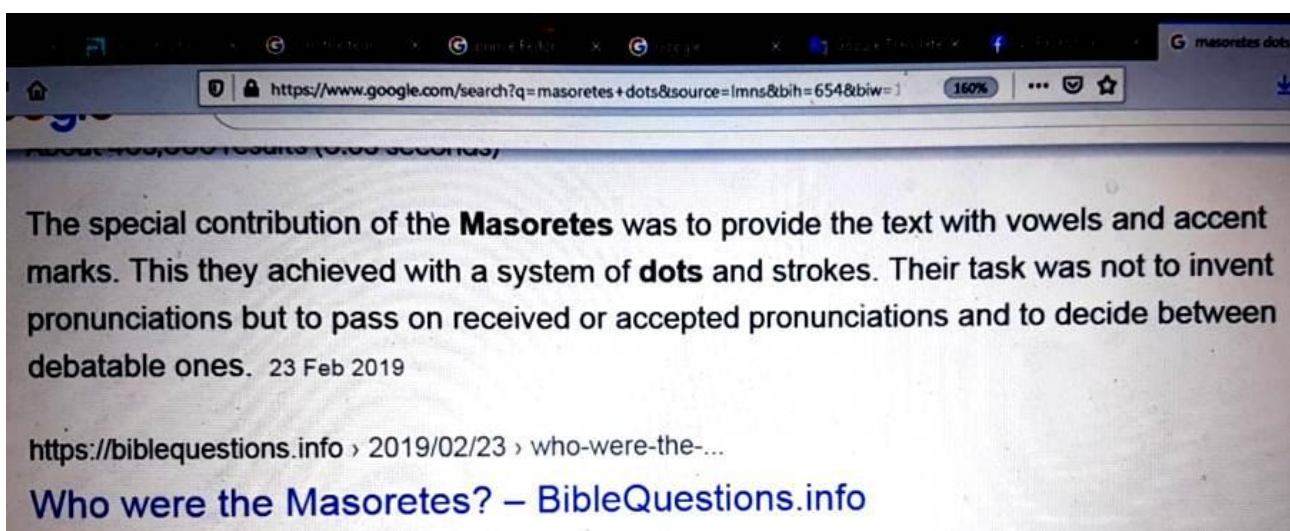 G masoretes dots
https://www.google.com/search?q=masoretes+dots&source=lmns&bih=654&biw=1
160%
The special contribution of the Masoretes was to provide the text with vowels and accent
marks. This they achieved with a system of dots and strokes. Their task was not to invent
pronunciations but to pass on received or accepted pronunciations and to decide between
debatable ones. 23 Feb 2019
https://biblequestions.info › 2019/02/23 › who-were-the-...
Who were the Masoretes? – BibleQuestions.info